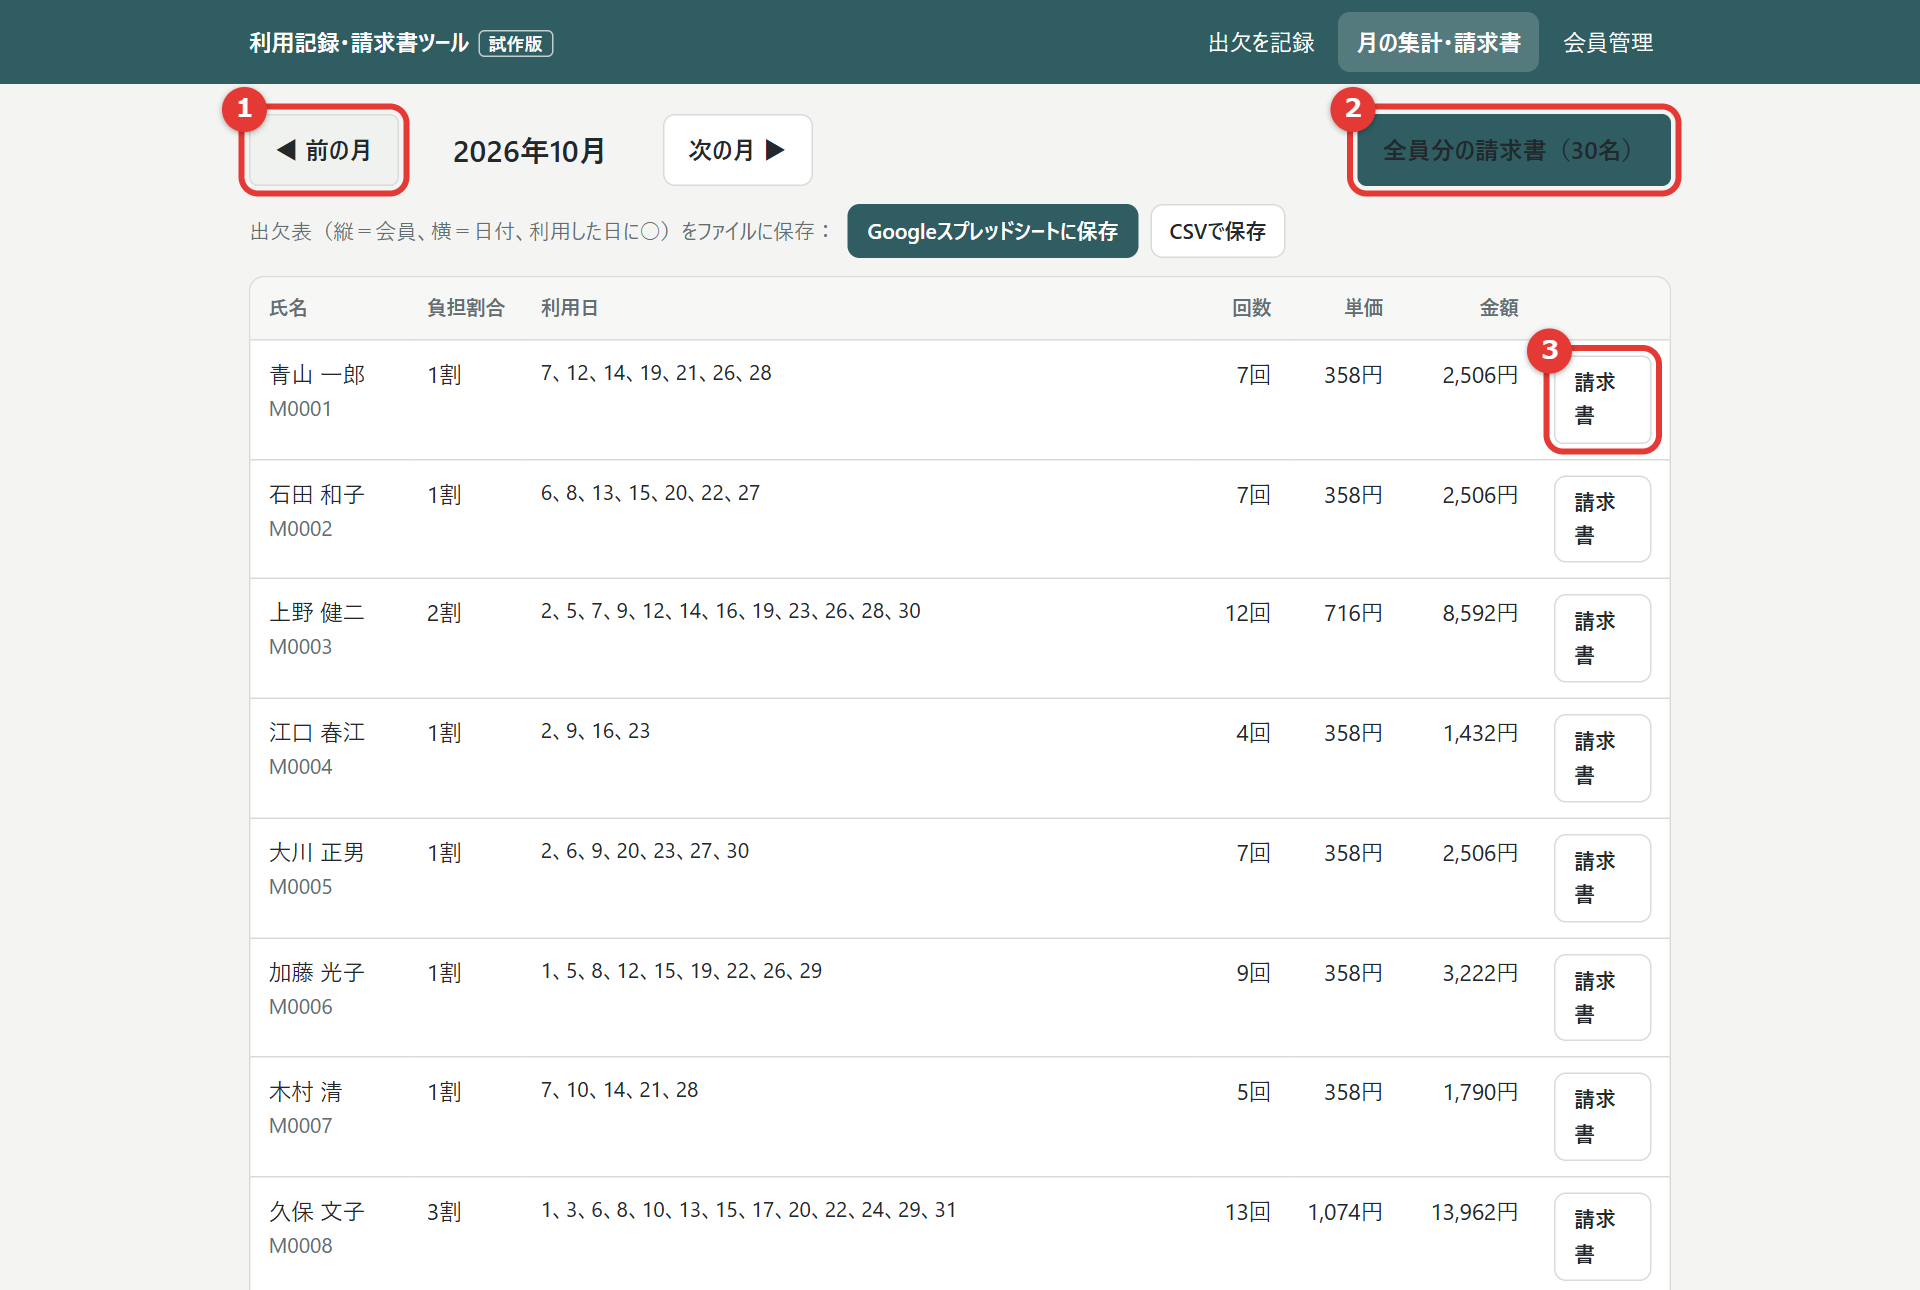 利用記録・請求書ツール 試作版 出欠を記録 月の集計・請求書 会員管理
1 2
◀ 前の月 2026年10月 次の月 ▶ 全員分の請求書（30名）
出欠表（縦＝会員、横＝日付、利用した日に○）をファイルに保存： Googleスプレッドシートに保存 CSVで保存
氏名 負担割合 利用日 回数 単価 金額
3
青山 一郎 1割 7、12、14、19、21、26、28 7回 358円 2,506円 請求
M0001 書
石田 和子 1割 6、8、13、15、20、22、27 7回 358円 2,506円 請求
M0002 書
上野 健二 2割 2、5、7、9、12、14、16、19、23、26、28、30 12回 716円 8,592円 請求
M0003 書
江口 春江 1割 2、9、16、23 4回 358円 1,432円 請求
M0004 書
大川 正男 1割 2、6、9、20、23、27、30 7回 358円 2,506円 請求
M0005 書
加藤 光子 1割 1、5、8、12、15、19、22、26、29 9回 358円 3,222円 請求
M0006 書
木村 清 1割 7、10、14、21、28 5回 358円 1,790円 請求
M0007 書
久保 文子 3割 1、3、6、8、10、13、15、17、20、22、24、29、31 13回 1,074円 13,962円 請求
M0008 書